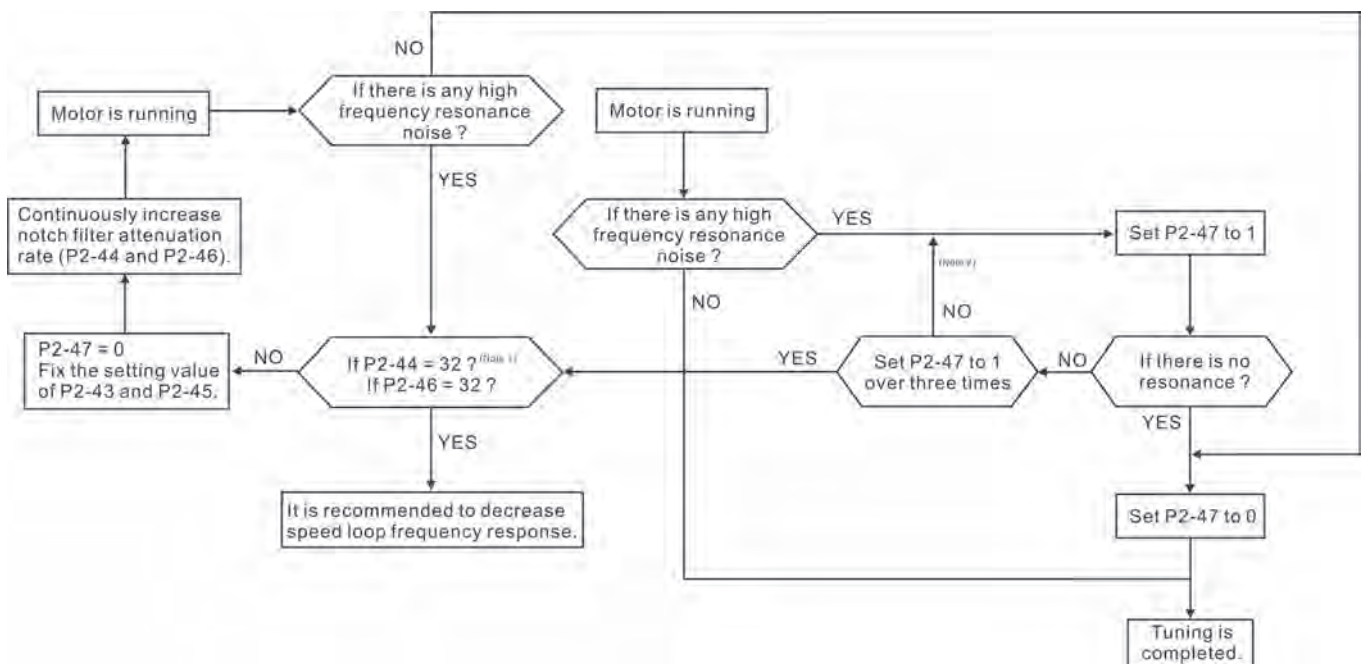 NO
If there is any high
frequency resonance
noise ?
Motor is running
YES
Continuously increase
notch filter attenuation
rate (P2-44 and P2-46).
P2-47 = 0
Fix the setting value
of P2-43 and P2-45.
NO
If P2-44 = 32 ? (Note 1)
If P2-46 = 32 ?
YES
It is recommended to decrease
speed loop frequency response.
Motor is running
If there is any high
frequency resonance
noise ?
YES
NO
Set P2-47 to 1
If there is no
resonance ?
NO
YES
Set P2-47 to 1
over three times
NO
YES
Set P2-47 to 0
Tuning is
completed.